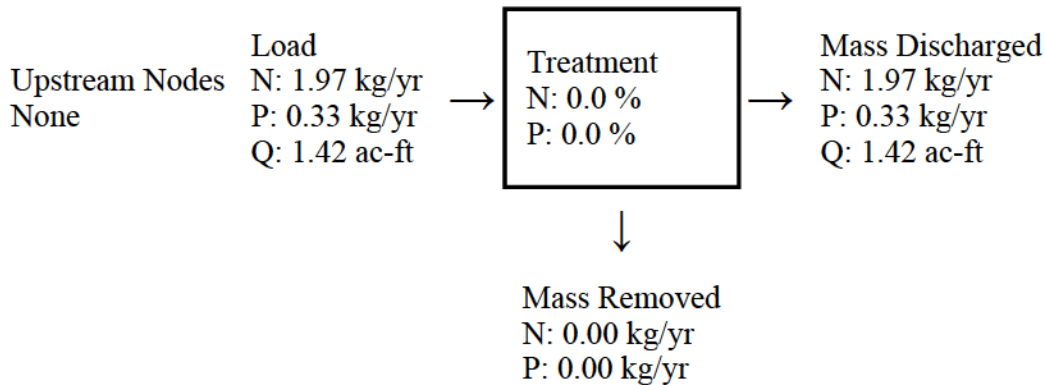 Upstream Nodes
None
Load
N: 1.97 kg/yr
P: 0.33 kg/yr
Q: 1.42 ac-ft
→
Treatment
N: 0.0 %
P: 0.0 %
→
Mass Discharged
N: 1.97 kg/yr
P: 0.33 kg/yr
Q: 1.42 ac-ft
↓
Mass Removed
N: 0.00 kg/yr
P: 0.00 kg/yr